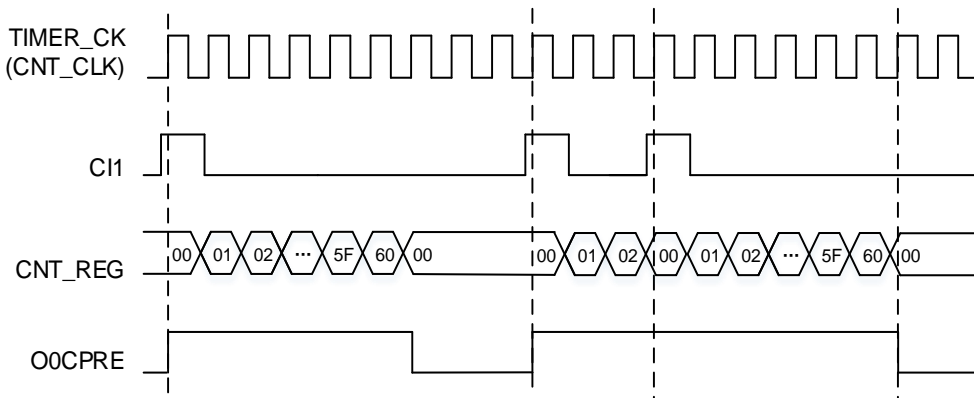 TIMER_CK
(CNT_CLK)
CI1
CNT_REG
00 01 02 ... 5F 60 00 00 01 02 00 01 02 ... 5F 60 00
O0CPRE